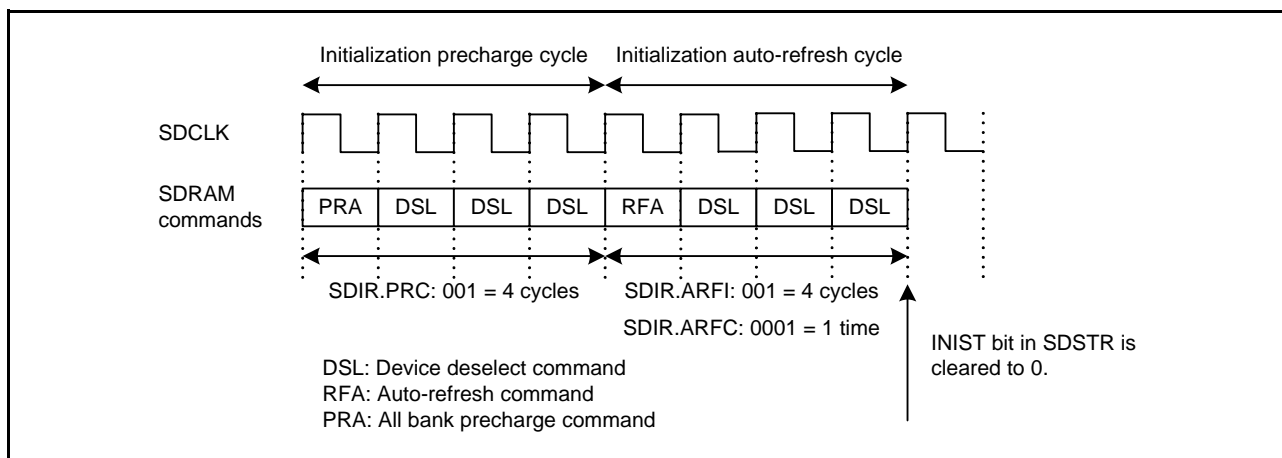 Initialization precharge cycle Initialization auto-refresh cycle
SDCLK
SDRAM
commands
PRA DSL DSL DSL RFA DSL DSL DSL
SDIR.PRC: 001 = 4 cycles SDIR.ARFI: 001 = 4 cycles
SDIR.ARFC: 0001 = 1 time
INIST bit in SDSTR is
cleared to 0.
DSL: Device deselect command
RFA: Auto-refresh command
PRA: All bank precharge command